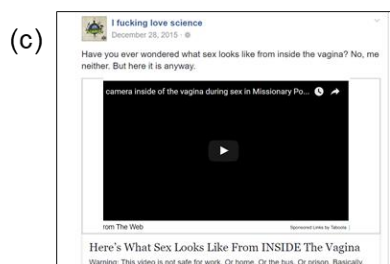 (c)
I fucking love science
December 28, 2015 ·
Have you ever wondered what sex looks like from inside the vagina? No, me
neither. But here it is anyway.
camera inside of the vagina during sex in Missionary Po...
rom The Web
Sponsored Links by Taboola
Here's What Sex Looks Like From INSIDE The Vagina
Warning: This video is not safe for work. Or home. Or the bus. Or prison. Basically